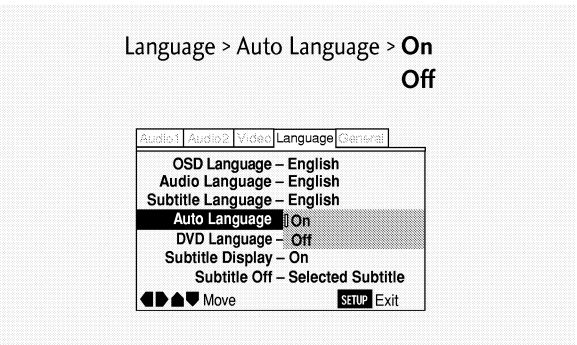 Language > Auto Language > On
Off
Audio1 Audio2 Video Language General
OSD Language – English
Audio Language – English
Subtitle Language – English
Auto Language On
DVD Language – Off
Subtitle Display – On
Subtitle Off – Selected Subtitle
Move SETUP Exit